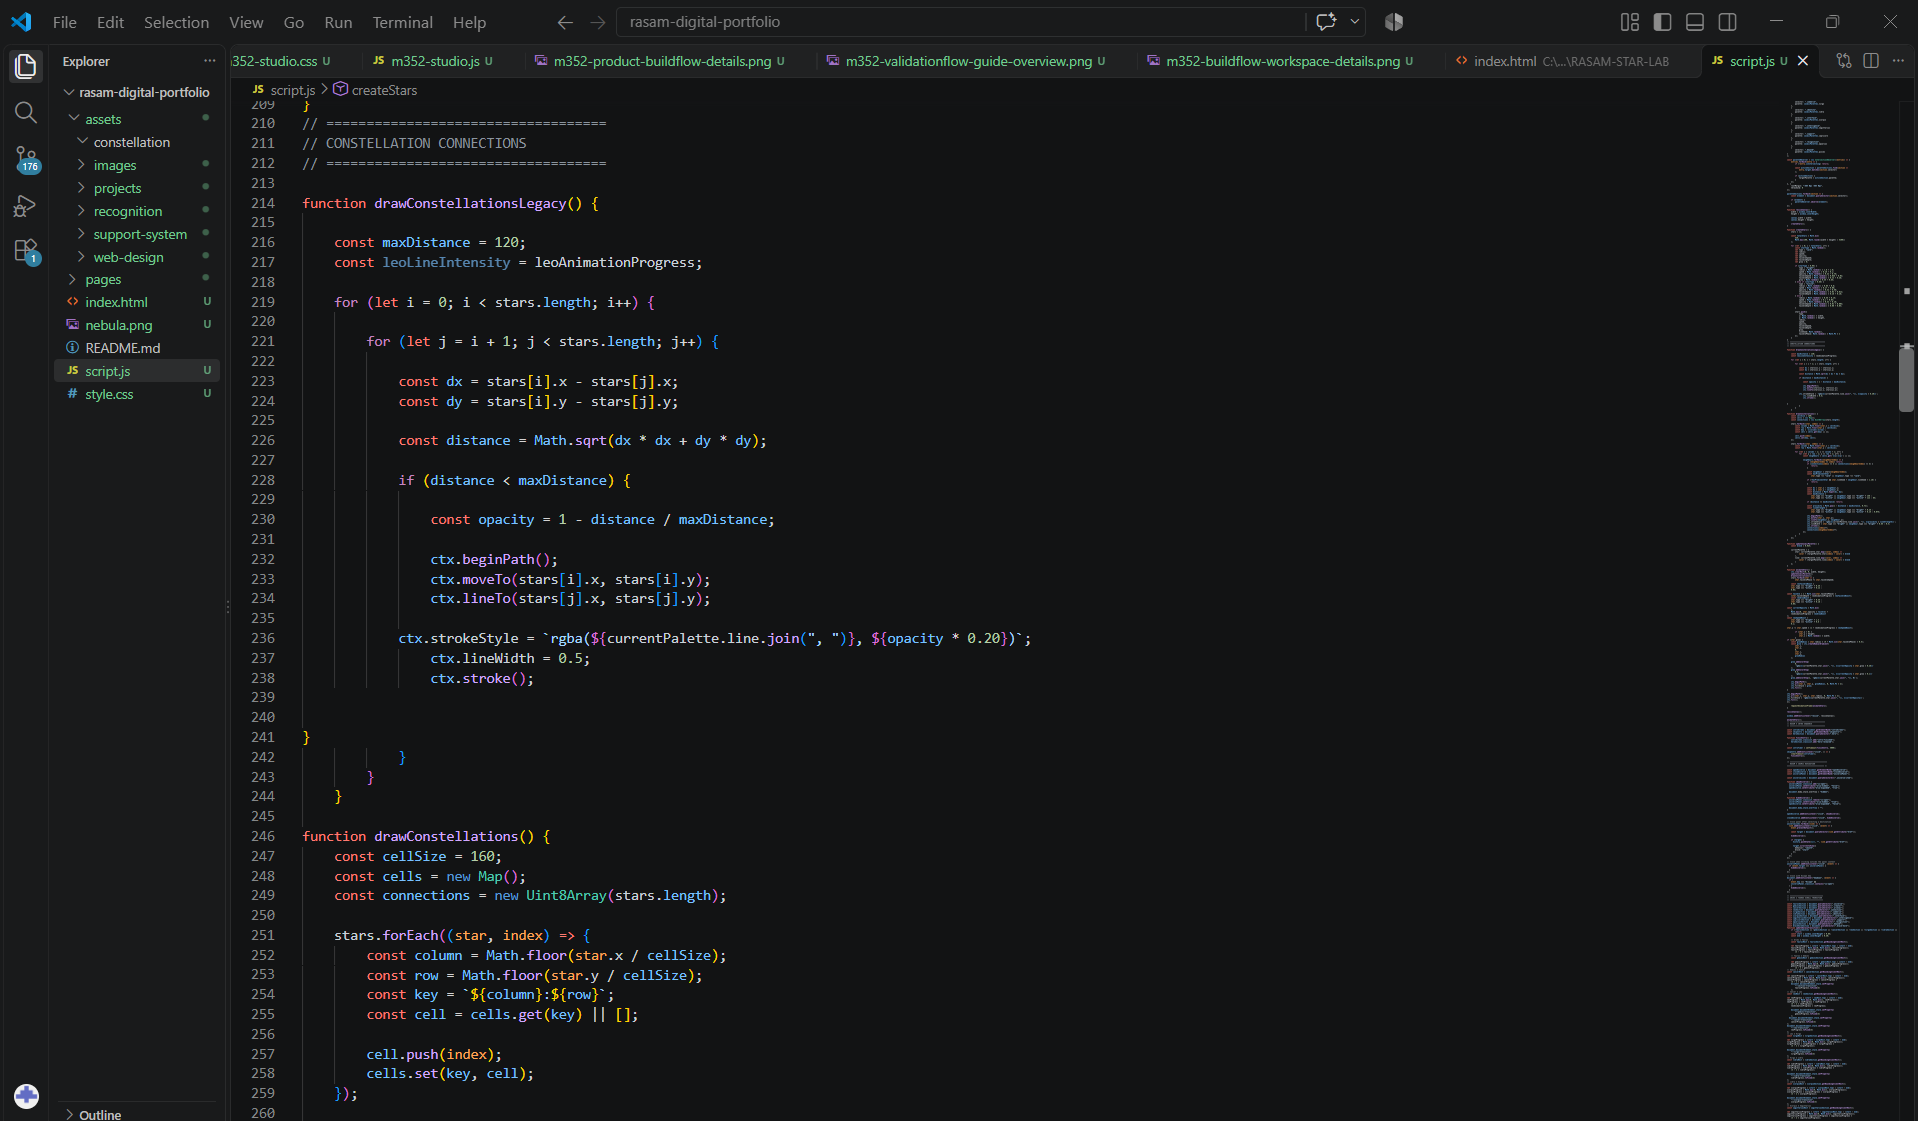 File Edit Selection View Go Run Terminal Help
rasam-digital-portfolio
Explorer
m352-studio.js U
m352-product-buildflow-details.png U
m352-validationflow-guide-overview.png U
m352-buildflow-workspace-details.png U
index.html C:\...\RASAM-STAR-LAB
JS script.js U
JS script.js > createStars
rasam-digital-portfolio
assets
constellation
images
projects
recognition
support-system
web-design
pages
index.html U
nebula.png U
README.md
JS script.js U
# style.css U
Outline
176
1
209 }
210 // ===================================
211 // CONSTELLATION CONNECTIONS
212 // ===================================
213
214 function drawConstellationsLegacy() {
215
216 const maxDistance = 120;
217 const leoLineIntensity = leoAnimationProgress;
218
219 for (let i = 0; i < stars.length; i++) {
220
221 for (let j = i + 1; j < stars.length; j++) {
222
223 const dx = stars[i].x - stars[j].x;
224 const dy = stars[i].y - stars[j].y;
225
226 const distance = Math.sqrt(dx * dx + dy * dy);
227
228 if (distance < maxDistance) {
229
230 const opacity = 1 - distance / maxDistance;
231
232 ctx.beginPath();
233 ctx.moveTo(stars[i].x, stars[i].y);
234 ctx.lineTo(stars[j].x, stars[j].y);
235
236 ctx.strokeStyle = `rgba(${currentPalette.line.join(", ")}, ${opacity * 0.20})`;
237 ctx.lineWidth = 0.5;
238 ctx.stroke();
239
240
241 }
242 }
243 }
244 }
245
246 function drawConstellations() {
247 const cellSize = 160;
248 const cells = new Map();
249 const connections = new Uint8Array(stars.length);
250
251 stars.forEach((star, index) => {
252 const column = Math.floor(star.x / cellSize);
253 const row = Math.floor(star.y / cellSize);
254 const key = `${column}:${row}`;
255 const cell = cells.get(key) || [];
256
257 cell.push(index);
258 cells.set(key, cell);
259 });
260